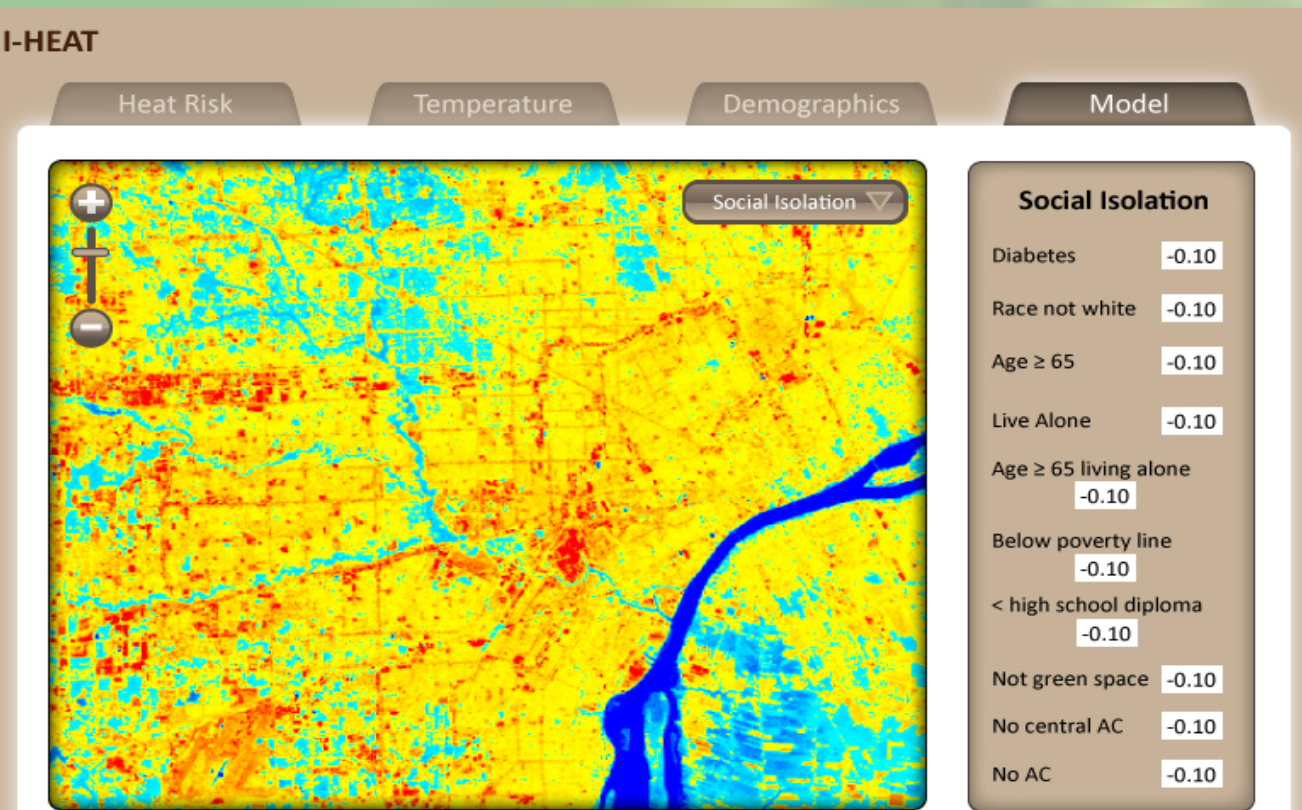 I-HEAT
Heat Risk
Temperature
Demographics
Model
Social Isolation
Social Isolation
Diabetes -0.10
Race not white -0.10
Age ≥ 65 -0.10
Live Alone -0.10
Age ≥ 65 living alone
-0.10
Below poverty line
-0.10
< high school diploma
-0.10
Not green space -0.10
No central AC -0.10
No AC -0.10